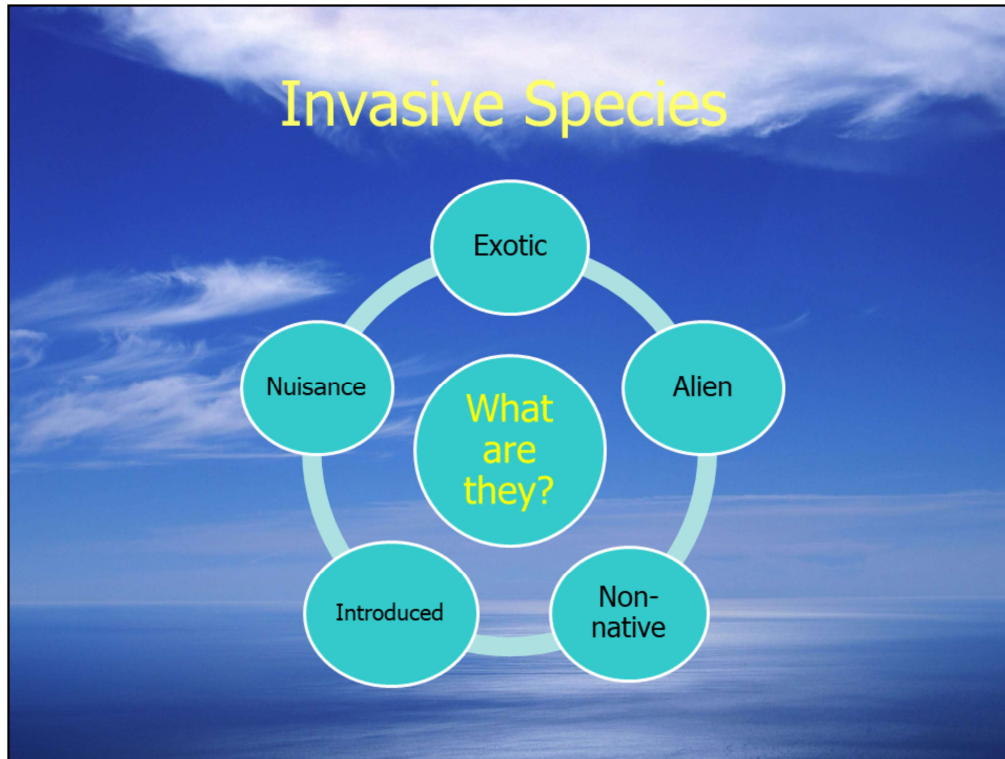 Invasive Species
Exotic
Alien
Non-
native
Introduced
Nuisance
What
are
they?